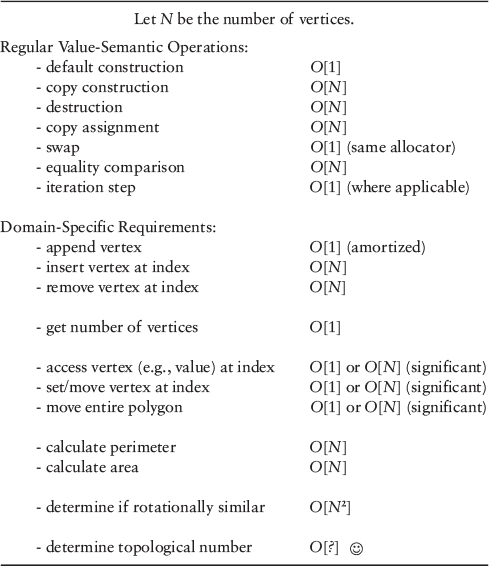 Let N be the number of vertices.
Regular Value-Semantic Operations:
- default construction O[1]
- copy construction O[N]
- destruction O[N]
- copy assignment O[N]
- swap O[1] (same allocator)
- equality comparison O[N]
- iteration step O[1] (where applicable)
Domain-Specific Requirements:
- append vertex O[1] (amortized)
- insert vertex at index O[N]
- remove vertex at index O[N]
- get number of vertices O[1]
- access vertex (e.g., value) at index O[1] or O[N] (significant)
- set/move vertex at index O[1] or O[N] (significant)
- move entire polygon O[1] or O[N] (significant)
- calculate perimeter O[N]
- calculate area O[N]
- determine if rotationally similar O[N²]
- determine topological number O[?] ☺